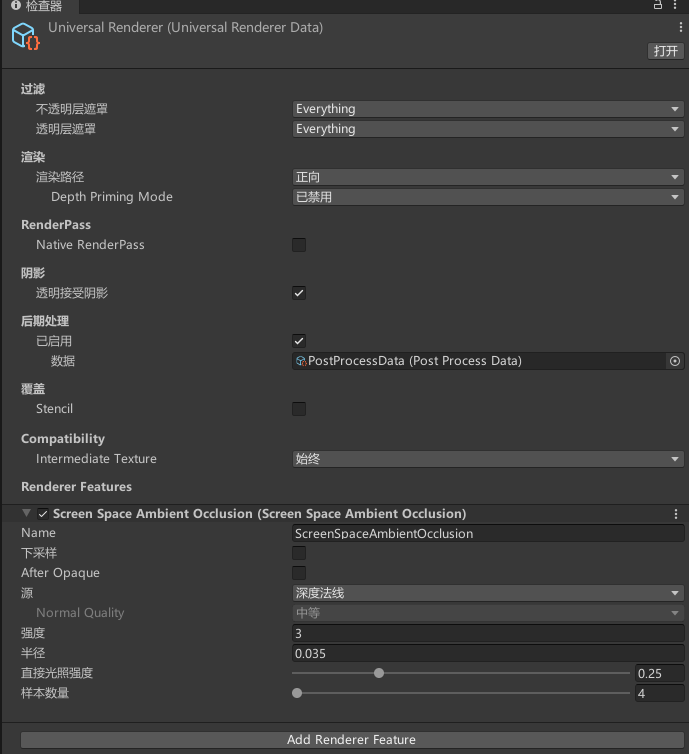 检查器
Universal Renderer (Universal Renderer Data)
打开
过滤
不透明层遮罩 Everything
透明层遮罩 Everything
渲染
渲染路径 正向
Depth Priming Mode 已禁用
RenderPass
Native RenderPass
阴影
透明接受阴影
后期处理
已启用
数据 PostProcessData (Post Process Data)
覆盖
Stencil
Compatibility
Intermediate Texture 始终
Renderer Features
Screen Space Ambient Occlusion (Screen Space Ambient Occlusion)
Name ScreenSpaceAmbientOcclusion
下采样
After Opaque
源 深度法线
Normal Quality 中等
强度 3
半径 0.035
直接光照强度 0.25
样本数量 4
Add Renderer Feature